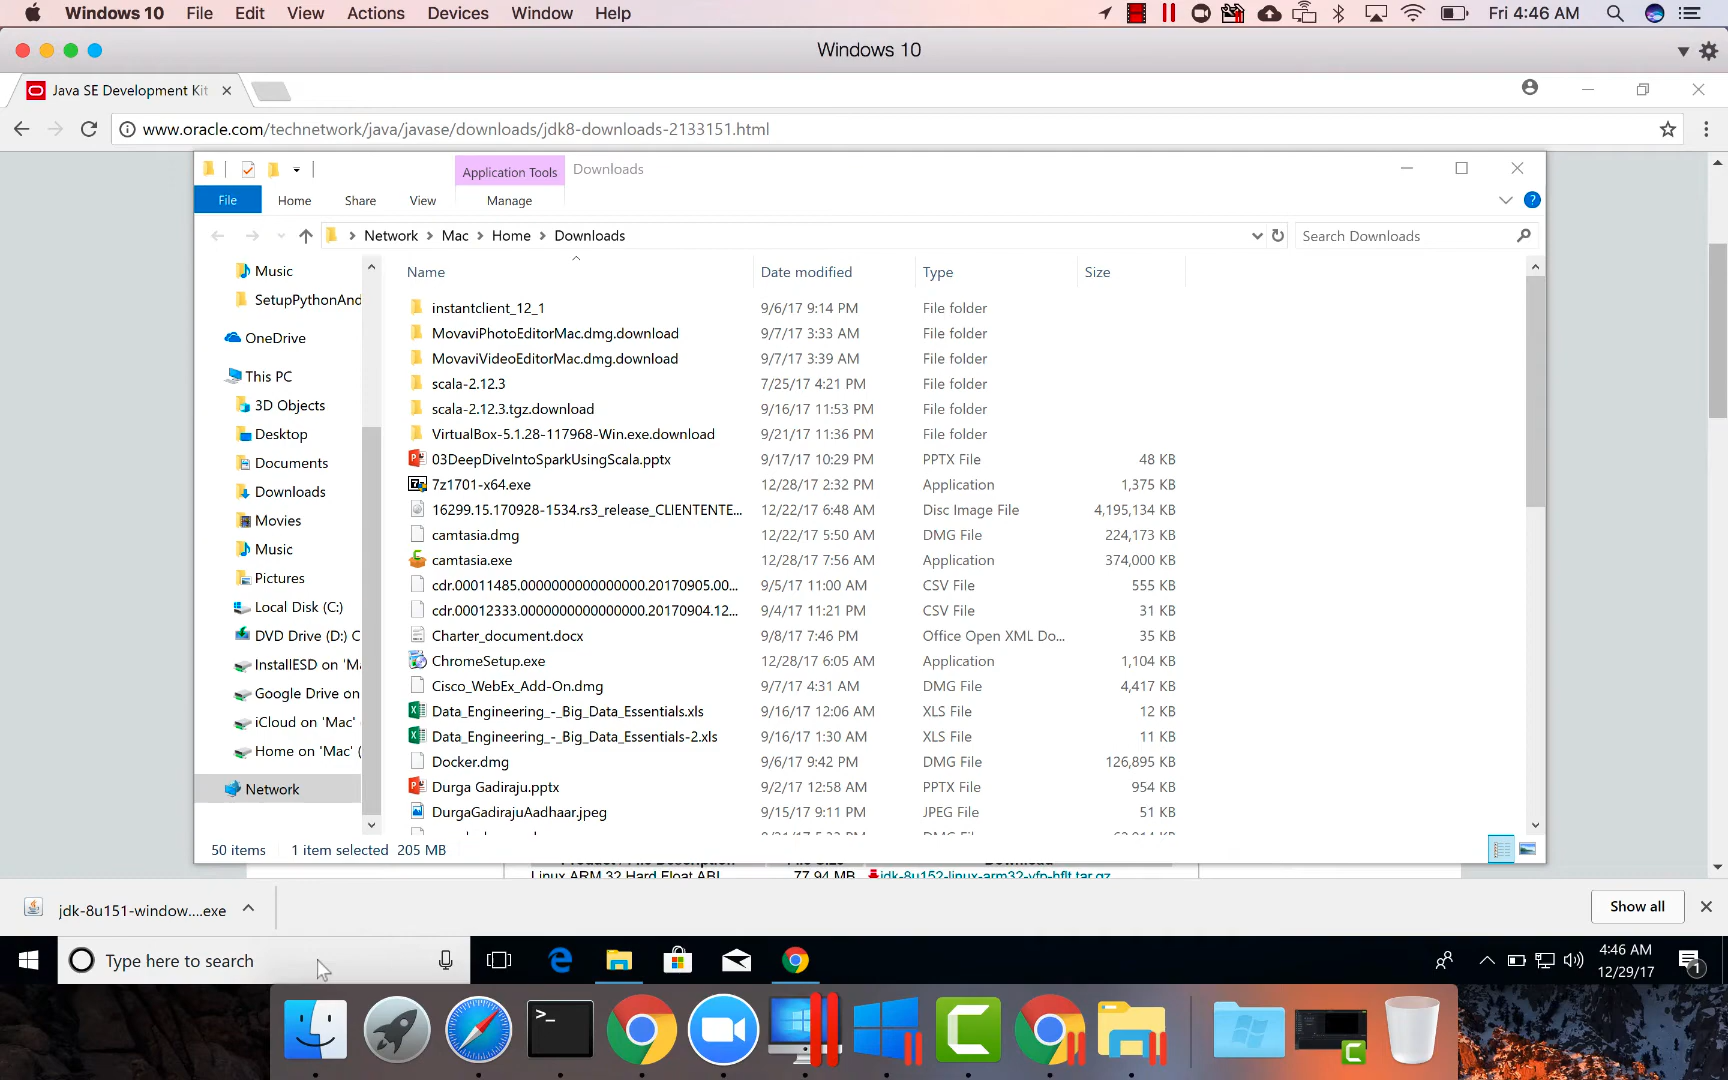 Windows 10 File Edit View Actions Devices Window Help Fri 4:46 AM
Windows 10
Java SE Development Kit
www.oracle.com/technetwork/java/javase/downloads/jdk8-downloads-2133151.html
Application Tools Downloads
File Home Share View Manage
Network Mac Home Downloads Search Downloads
Name Date modified Type Size
Music
SetupPythonAnd
OneDrive
This PC
3D Objects
Desktop
Documents
Downloads
Movies
Music
Pictures
Local Disk (C:)
DVD Drive (D:) C
InstallESD on 'Ma
Google Drive on
iCloud on 'Mac' (
Home on 'Mac' (
Network
instantclient_12_1 9/6/17 9:14 PM File folder
MovaviPhotoEditorMac.dmg.download 9/7/17 3:33 AM File folder
MovaviVideoEditorMac.dmg.download 9/7/17 3:39 AM File folder
scala-2.12.3 7/25/17 4:21 PM File folder
scala-2.12.3.tgz.download 9/16/17 11:53 PM File folder
VirtualBox-5.1.28-117968-Win.exe.download 9/21/17 11:36 PM File folder
03DeepDiveIntoSparkUsingScala.pptx 9/17/17 10:29 PM PPTX File 48 KB
7z1701-x64.exe 12/28/17 2:32 PM Application 1,375 KB
16299.15.170928-1534.rs3_release_CLIENTENTE... 12/22/17 6:48 AM Disc Image File 4,195,134 KB
camtasia.dmg 12/22/17 5:50 AM DMG File 224,173 KB
camtasia.exe 12/28/17 7:56 AM Application 374,000 KB
cdr.00011485.0000000000000000.20170905.00... 9/5/17 11:00 AM CSV File 555 KB
cdr.00012333.0000000000000000.20170904.12... 9/4/17 11:21 PM CSV File 31 KB
Charter_document.docx 9/8/17 7:46 PM Office Open XML Do... 35 KB
ChromeSetup.exe 12/28/17 6:05 AM Application 1,104 KB
Cisco_WebEx_Add-On.dmg 9/7/17 4:31 AM DMG File 4,417 KB
Data_Engineering_-_Big_Data_Essentials.xls 9/16/17 12:06 AM XLS File 12 KB
Data_Engineering_-_Big_Data_Essentials-2.xls 9/16/17 1:30 AM XLS File 11 KB
Docker.dmg 9/6/17 9:42 PM DMG File 126,895 KB
Durga Gadiraju.pptx 9/2/17 12:58 AM PPTX File 954 KB
DurgaGadirajuAadhaar.jpeg 9/15/17 9:11 PM JPEG File 51 KB
50 items 1 item selected 205 MB
Linux ARM 32 Hard Float ABI 77.94 MB jdk-8u152-linux-arm32-vfp-hflt.tar.gz
jdk-8u151-window....exe Show all
Type here to search 4:46 AM
12/29/17
1